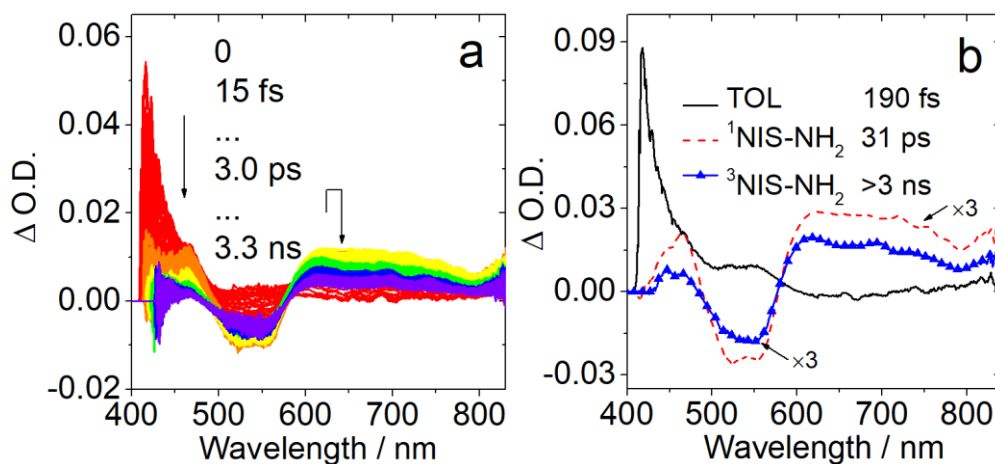 a
0
15 fs
...
3.0 ps
...
3.3 ns
0.06
0.04
0.02
0.00
-0.02
Δ O.D.
400 500 600 700 800
Wavelength / nm
b
TOL 190 fs
¹NIS-NH₂ 31 ps
³NIS-NH₂ >3 ns
×3
×3
0.09
0.06
0.03
0.00
-0.03
Δ O.D.
400 500 600 700 800
Wavelength / nm